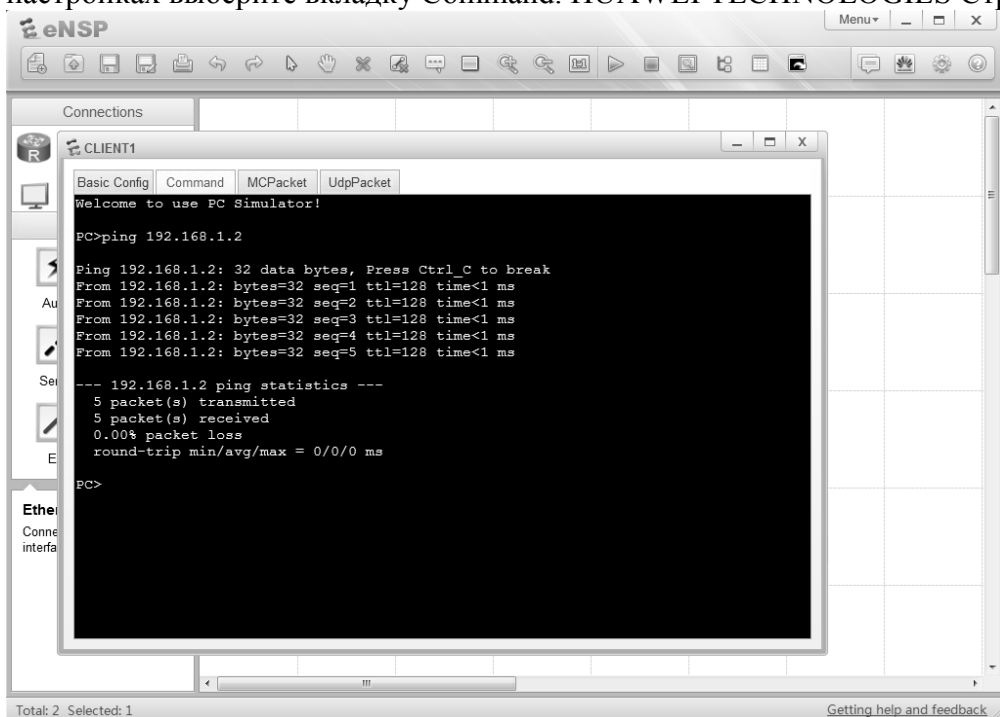 настройках выберите вкладку Command. HUAWEI TECHNOLOGIES
eNSP
Menu
Connections
R
CLIENT1
Basic Config Command MCPacket UdpPacket
Welcome to use PC Simulator!
PC>ping 192.168.1.2
Ping 192.168.1.2: 32 data bytes, Press Ctrl_C to break
From 192.168.1.2: bytes=32 seq=1 ttl=128 time<1 ms
From 192.168.1.2: bytes=32 seq=2 ttl=128 time<1 ms
From 192.168.1.2: bytes=32 seq=3 ttl=128 time<1 ms
From 192.168.1.2: bytes=32 seq=4 ttl=128 time<1 ms
From 192.168.1.2: bytes=32 seq=5 ttl=128 time<1 ms
--- 192.168.1.2 ping statistics ---
5 packet(s) transmitted
5 packet(s) received
0.00% packet loss
round-trip min/avg/max = 0/0/0 ms
PC>
Total: 2 Selected: 1
Getting help and feedback